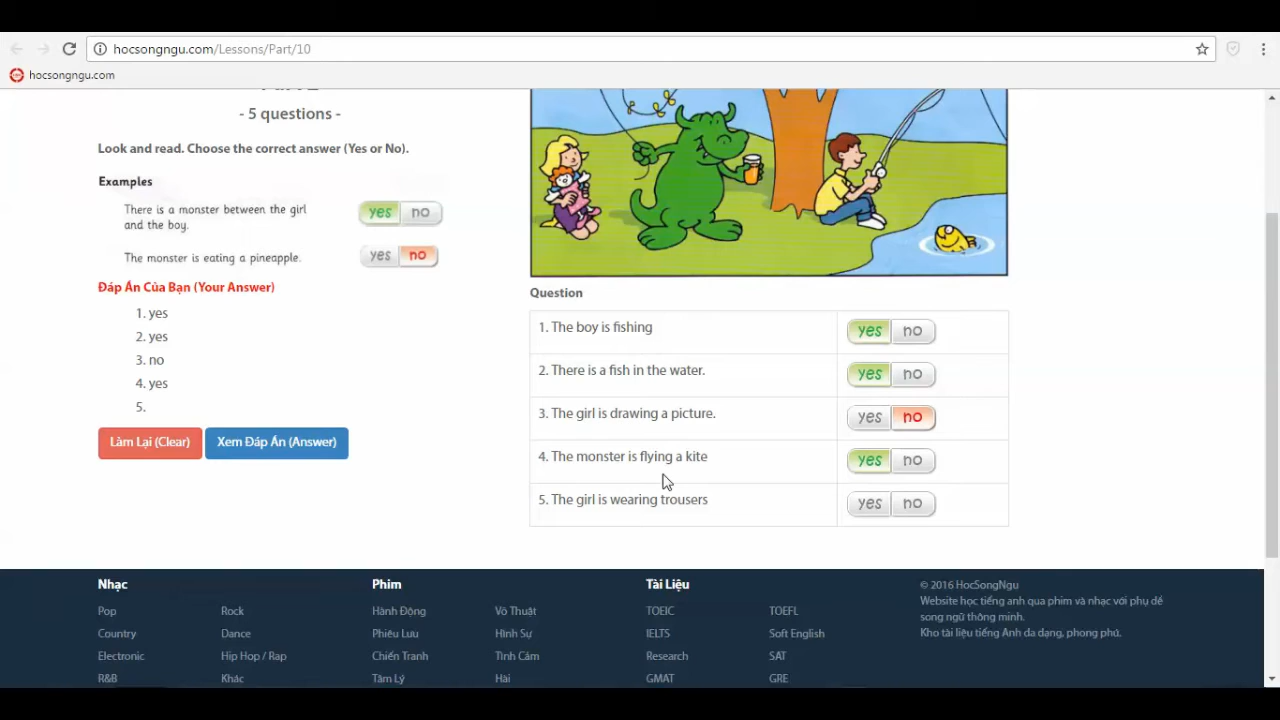 hocsongngu.com/Lessons/Part/10
hocsongngu.com
- 5 questions -
Look and read. Choose the correct answer (Yes or No).
Examples
There is a monster between the girl
and the boy.
yes no
The monster is eating a pineapple.
yes no
Đáp Án Của Bạn (Your Answer)
1. yes
2. yes
3. no
4. yes
5.
Làm Lại (Clear)
Xem Đáp Án (Answer)
Question
1. The boy is fishing
yes no
2. There is a fish in the water.
yes no
3. The girl is drawing a picture.
yes no
4. The monster is flying a kite
yes no
5. The girl is wearing trousers
yes no
Nhạc
Pop
Rock
Country
Dance
Electronic
Hip Hop / Rap
R&B
Khác
Phim
Hành Động
Võ Thuật
Phiêu Lưu
Hình Sự
Chiến Tranh
Tình Cảm
Tâm Lý
Hài
Tài Liệu
TOEIC
TOEFL
IELTS
Soft English
Research
SAT
GMAT
GRE
© 2016 HocSongNgu
Website học tiếng anh qua phim và nhạc với phụ đề
song ngũ thông minh.
Kho tài liệu tiếng Anh đa dạng, phong phú.